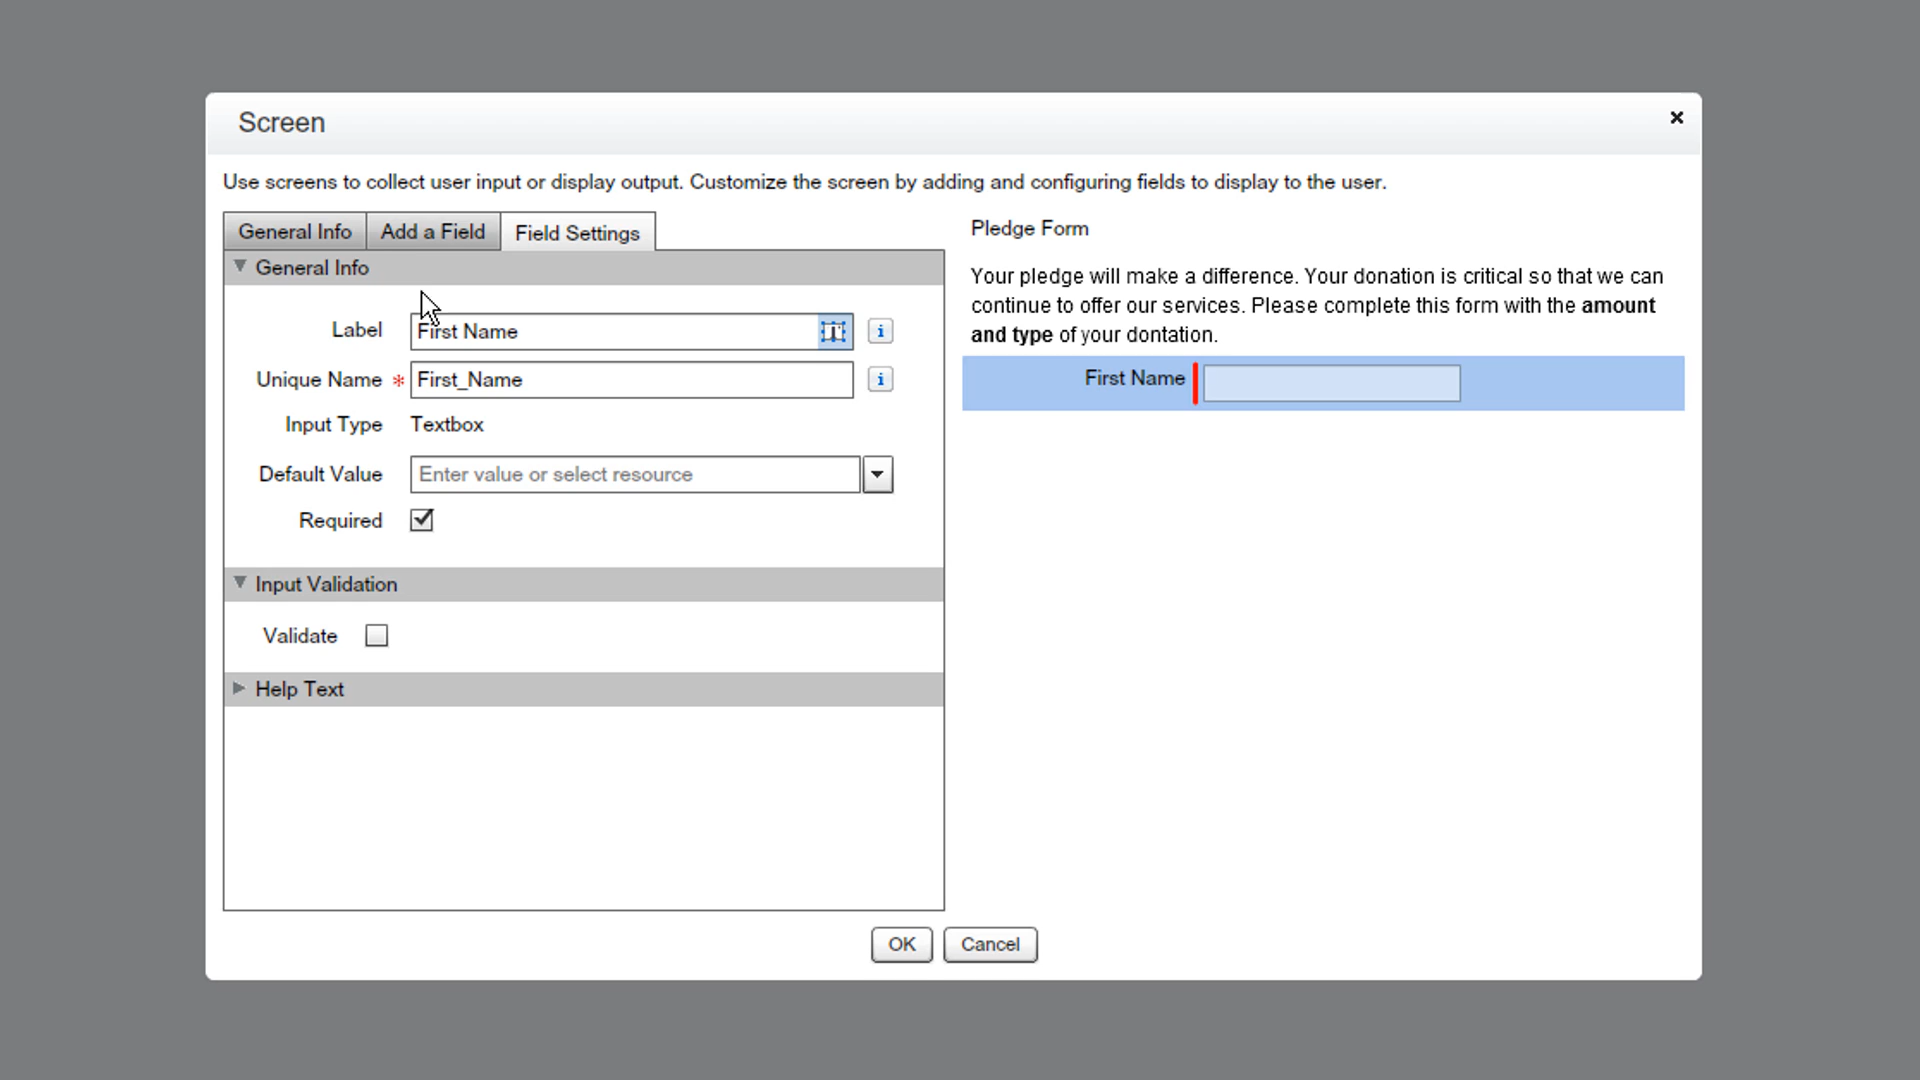 Screen
Use screens to collect user input or display output. Customize the screen by adding and configuring fields to display to the user.
General Info
Add a Field
Field Settings
General Info
Label
First Name
Unique Name * First_Name
Input Type Textbox
Default Value Enter value or select resource
Required
Input Validation
Validate
Help Text
Pledge Form
Your pledge will make a difference. Your donation is critical so that we can
continue to offer our services. Please complete this form with the amount
and type of your dontation.
First Name
OK
Cancel